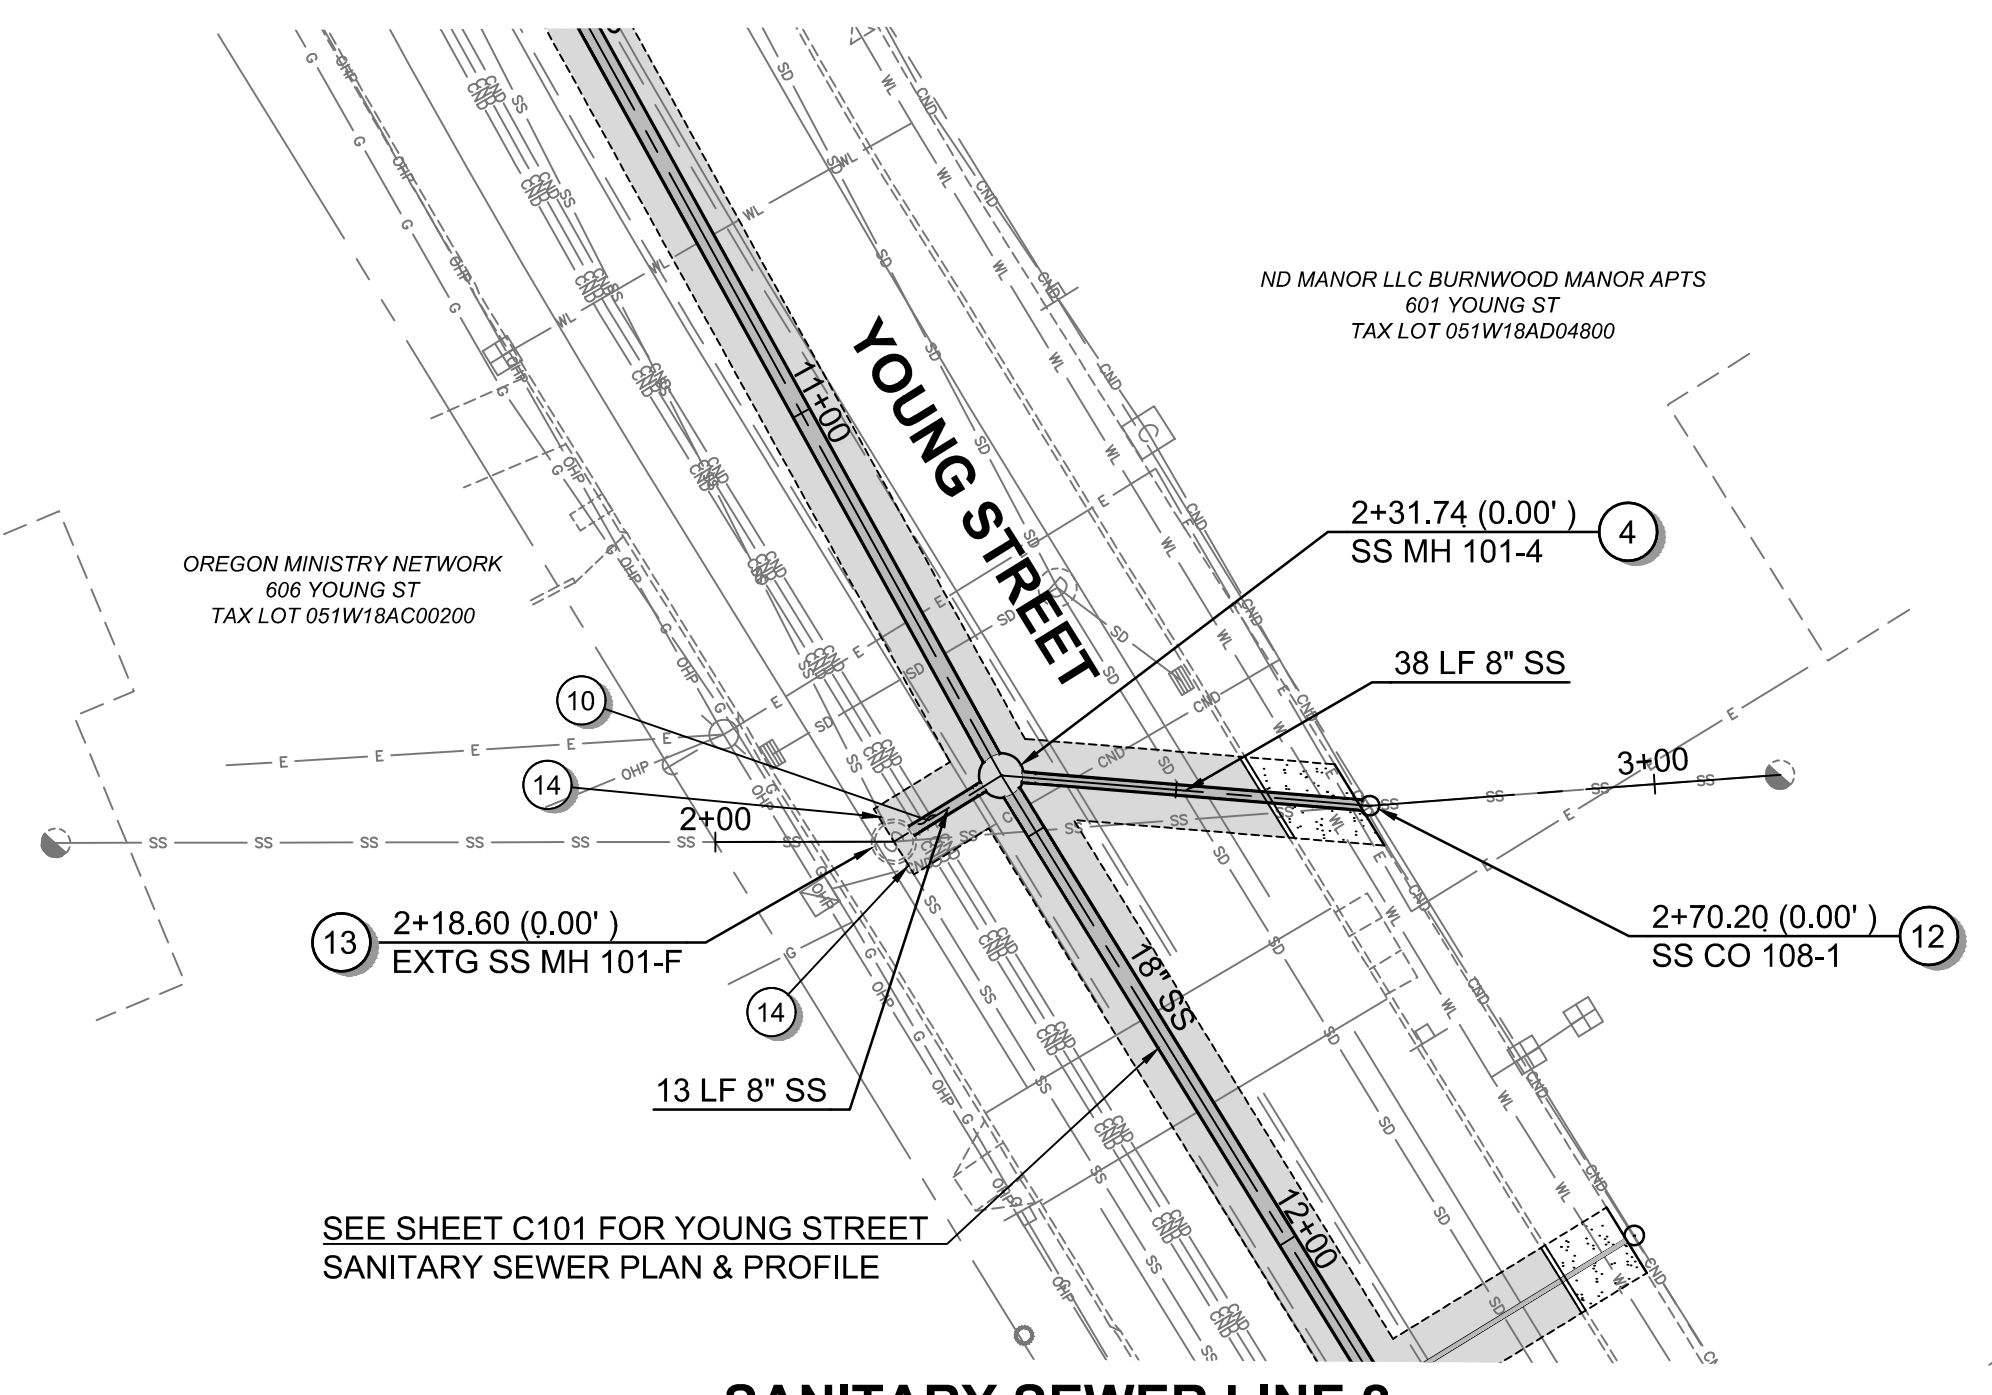 ND MANOR LLC BURNWOOD MANOR APTS
601 YOUNG ST
TAX LOT 051W18AD04800
11+00
YOUNG STREET
2+31.74 (0.00' )
SS MH 101-4
4
OREGON MINISTRY NETWORK
606 YOUNG ST
TAX LOT 051W18AC00200
38 LF 8" SS
10
14
2+00
3+00
13
2+18.60 (0.00' )
EXTG SS MH 101-F
14
2+70.20 (0.00' )
SS CO 108-1
12
18" SS
13 LF 8" SS
SEE SHEET C101 FOR YOUNG STREET
SANITARY SEWER PLAN & PROFILE
12+00